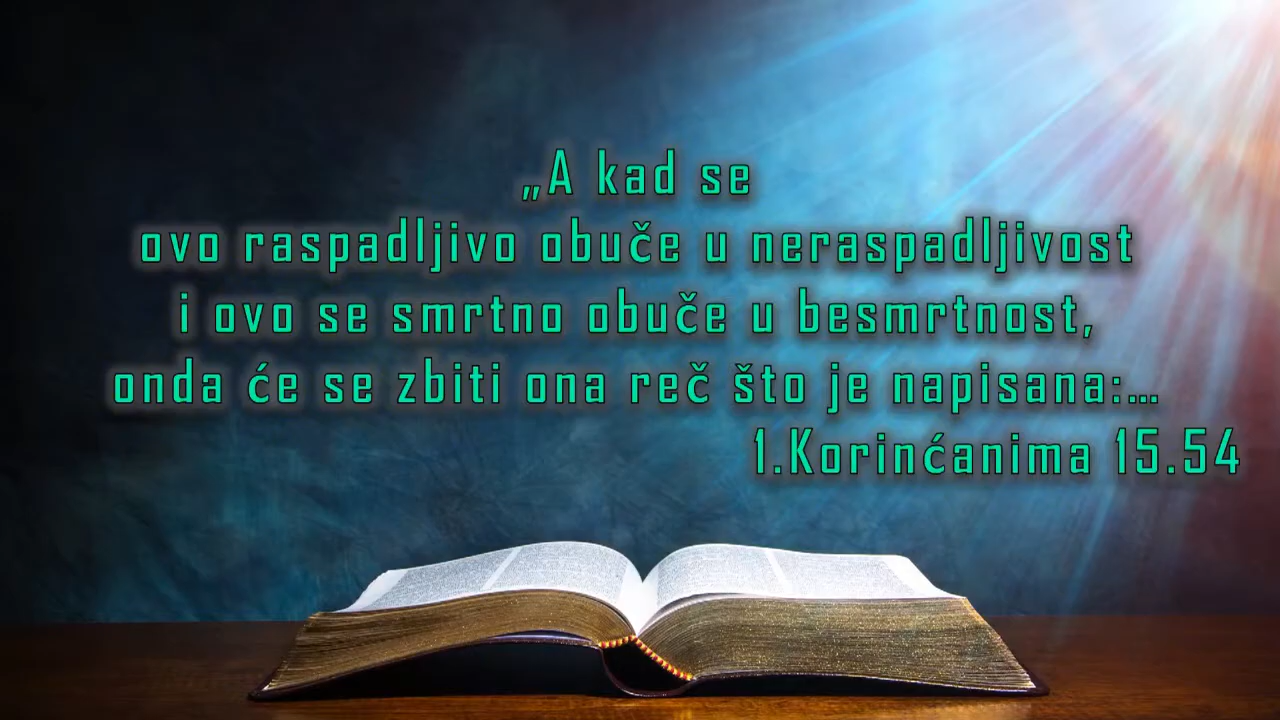 „A kad se
ovo raspadljivo obuče u neraspadljivost
i ovo se smrtno obuče u besmrtnost,
onda će se zbiti ona reč što je napisana:...
1.Korinćanima 15.54